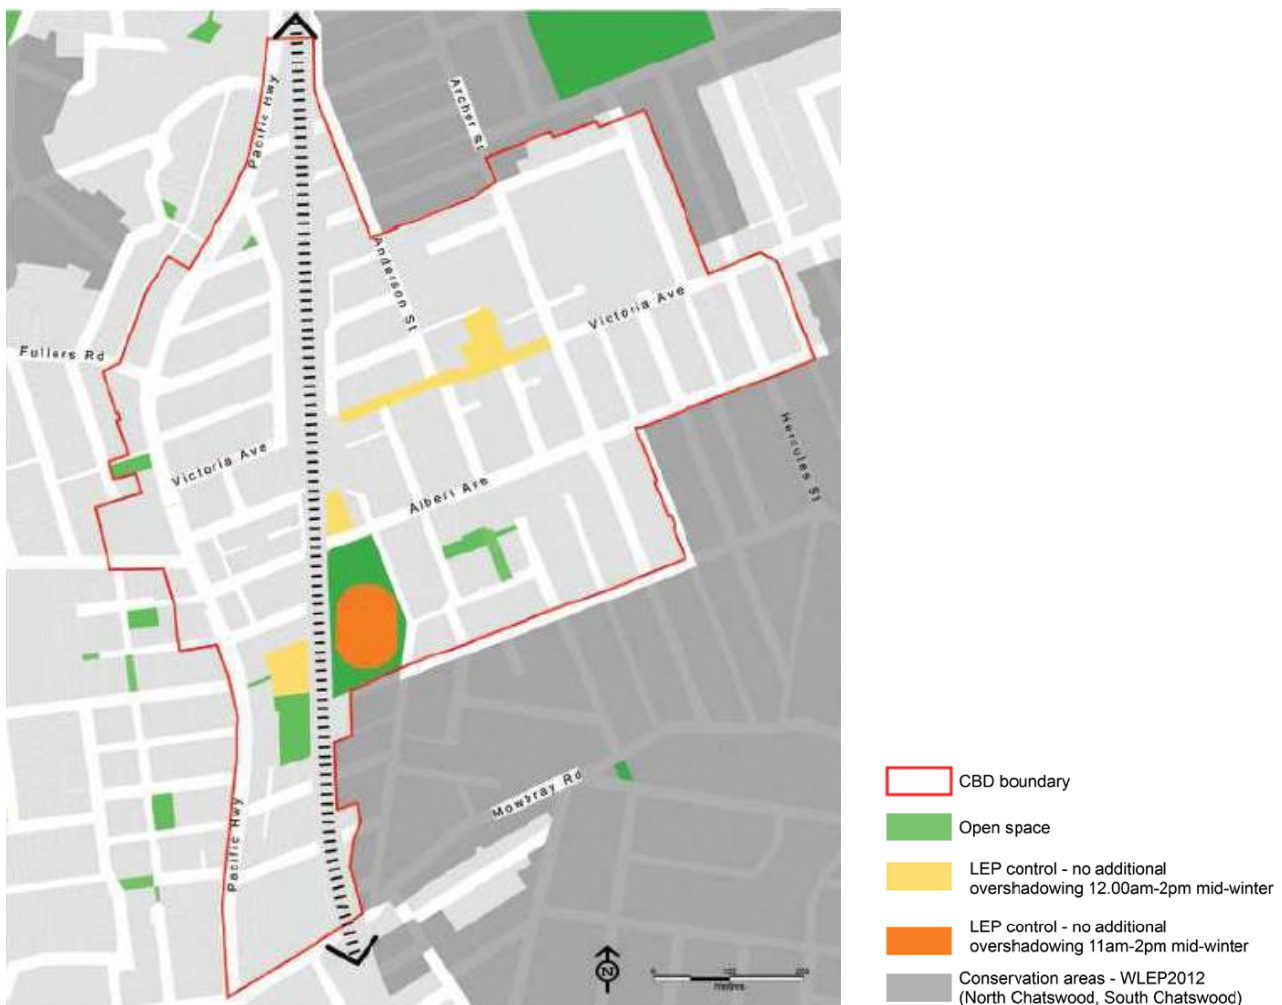 Pacific Hwy
Archer St
Anderson St
Victoria Ave
Fullers Rd
Victoria Ave
Albert Ave
Hercules St
Mowbray Rd
Pacific Hwy
N
metres
CBD boundary
Open space
LEP control - no additional
overshadowing 12.00am-2pm mid-winter
LEP control - no additional
overshadowing 11am-2pm mid-winter
Conservation areas - WLEP2012
(North Chatswood, South Chatswood)